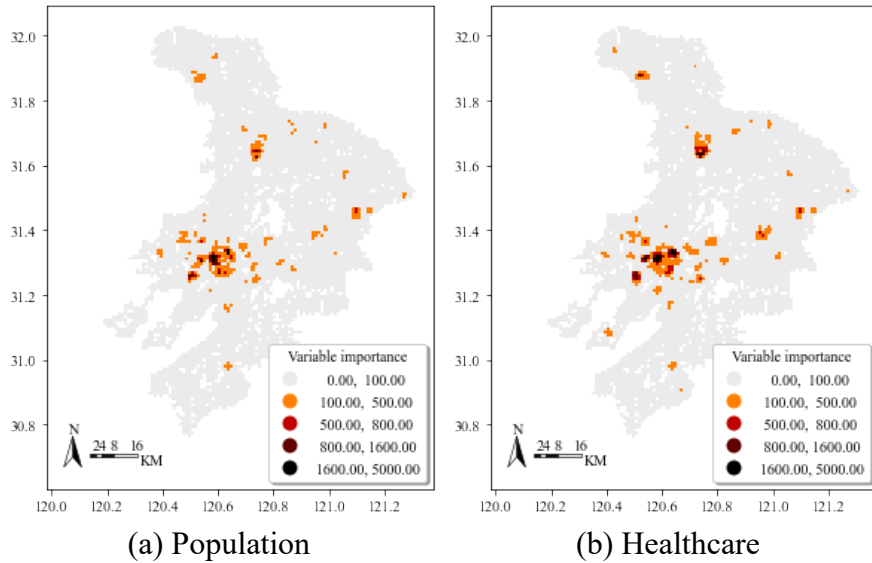 32.0
31.8
31.6
31.4
31.2
31.0
30.8
Variable importance
0.00, 100.00
100.00, 500.00
500.00, 800.00
800.00, 1600.00
1600.00, 5000.00
N
24 8 16
KM
120.0 120.2 120.4 120.6 120.8 121.0 121.2
(a) Population
32.0
31.8
31.6
31.4
31.2
31.0
30.8
Variable importance
0.00, 100.00
100.00, 500.00
500.00, 800.00
800.00, 1600.00
1600.00, 5000.00
N
24 8 16
KM
120.0 120.2 120.4 120.6 120.8 121.0 121.2
(b) Healthcare